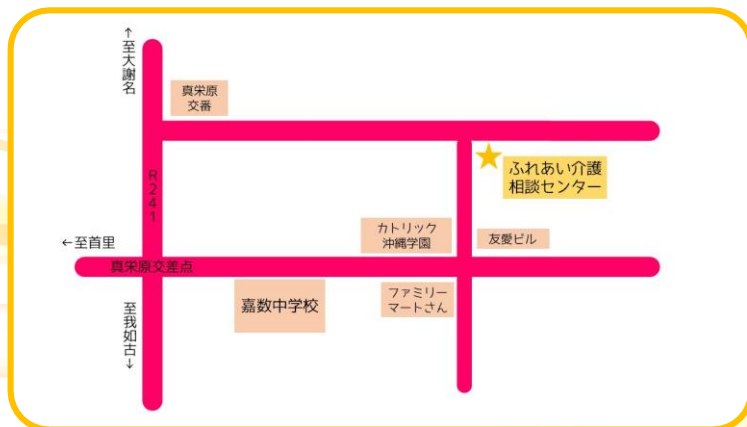 ↑至大謝名
真栄原
交番
R241
ふれあい介護
相談センター
カトリック
沖縄学園
友愛ビル
←至首里
真栄原交差点
嘉数中学校
ファミリー
マートさん
至我如古↓